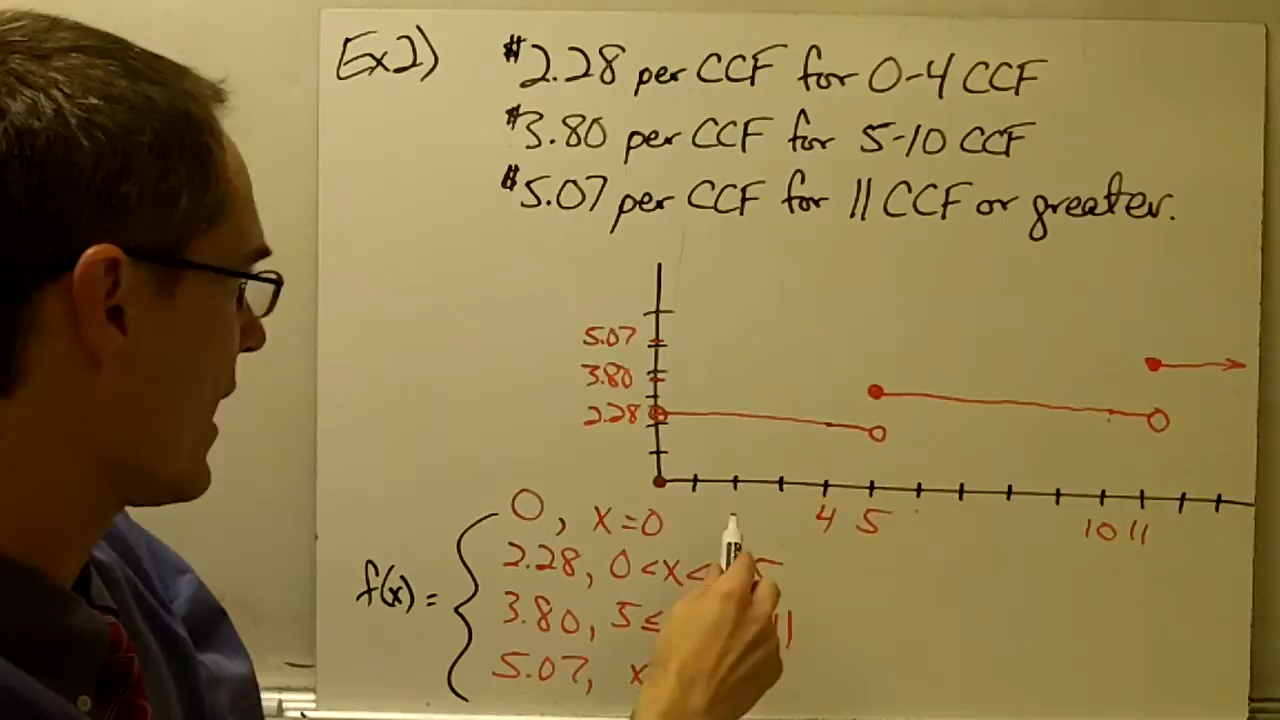 Ex2) $2.28 per CCF for 0-4 CCF
$3.80 per CCF for 5-10 CCF
$5.07 per CCF for 11 CCF or greater.
5.07
3.80
2.28
4 5 10 11
0, x=0
2.28, 0<x< 5
f(x)= 3.80, 5≤ 11
5.07, x